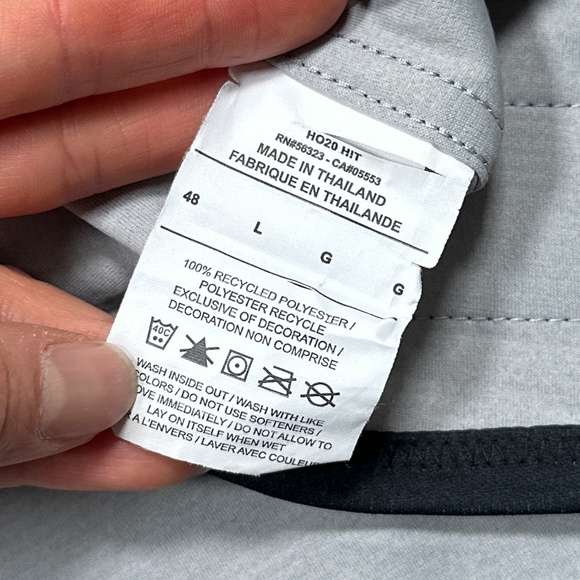 HO20 HIT
RN#56323 - CA#05553
MADE IN THAILAND
FABRIQUE EN THAILANDE
48 L G G
100% RECYCLED POLYESTER /
POLYESTER RECYCLE
EXCLUSIVE OF DECORATION /
DECORATION NON COMPRISE
40C
WASH INSIDE OUT / WASH WITH LIKE
COLORS / DO NOT USE SOFTENERS /
IMMEDIATELY / DO NOT ALLOW TO
LAY ON ITSELF WHEN WET
A L'ENVERS / LAVER AVEC COULEUR